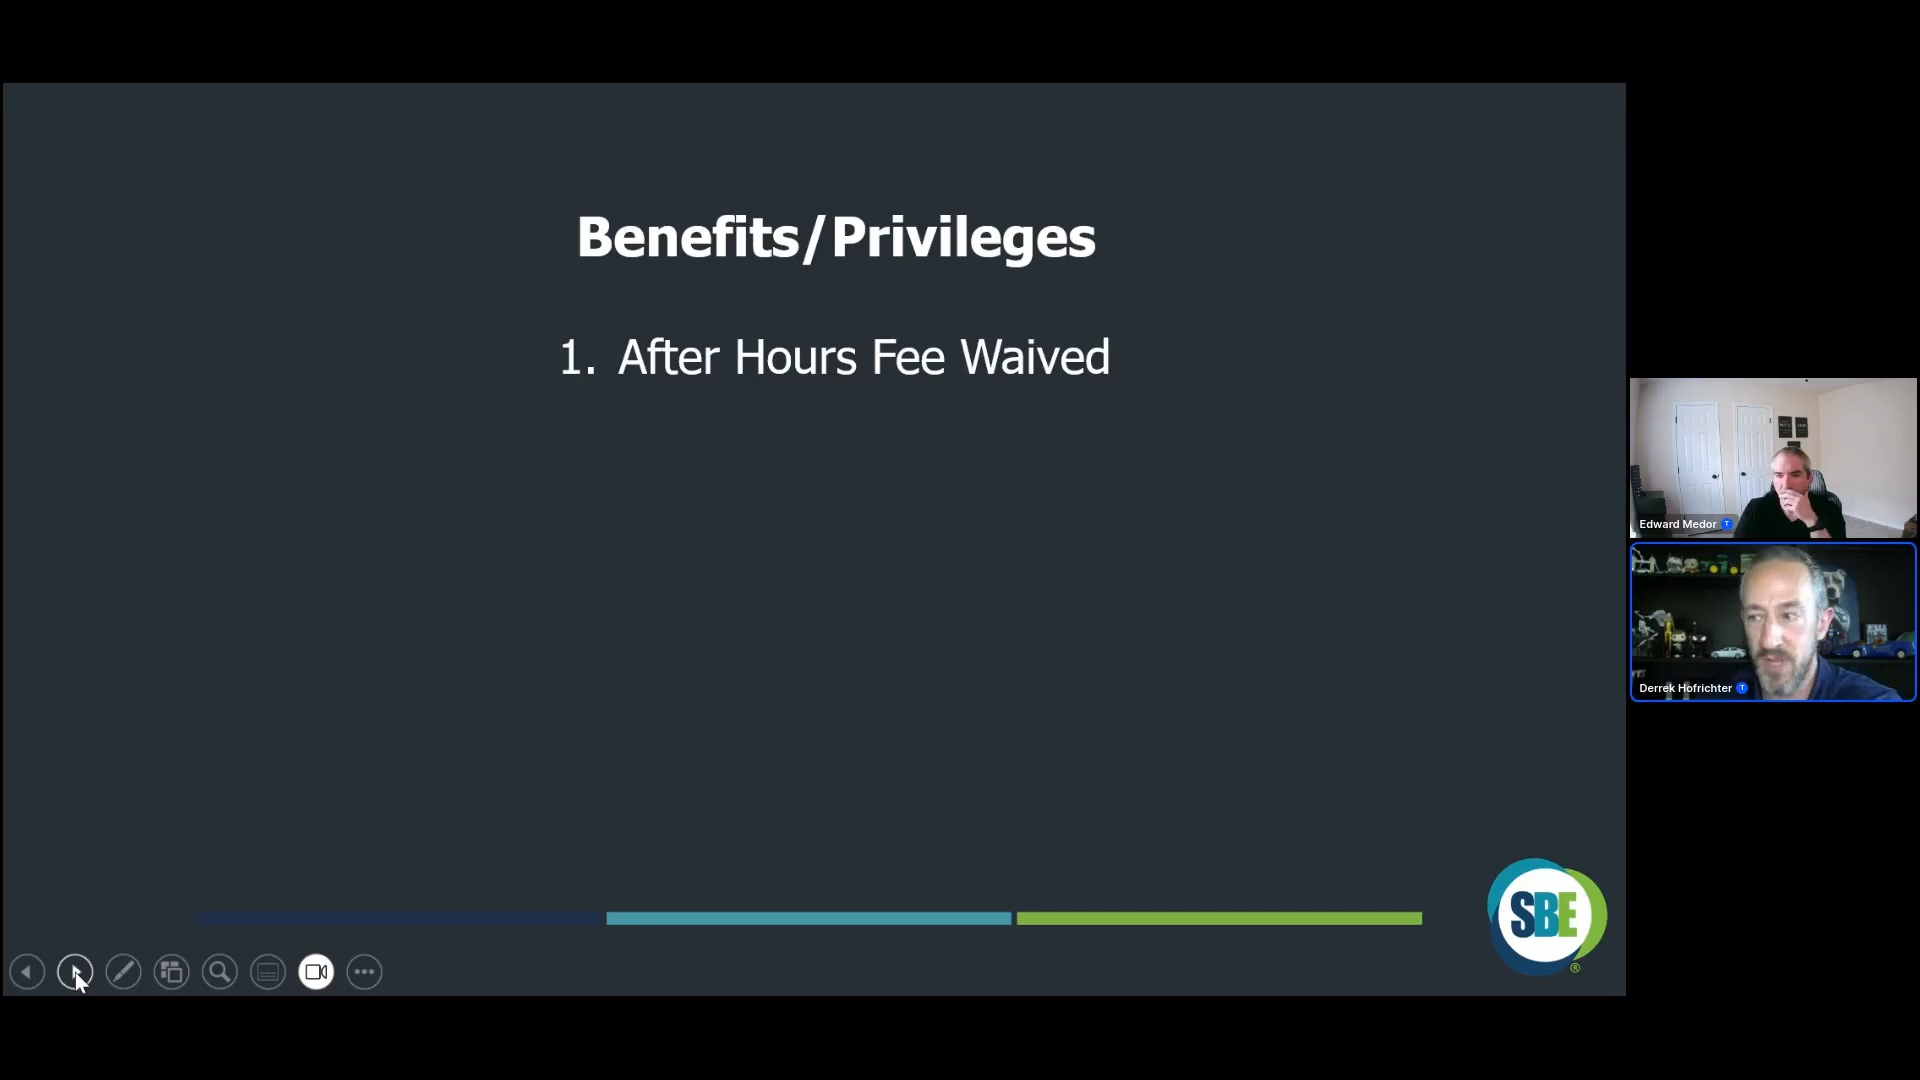 Benefits/Privileges
1. After Hours Fee Waived
Edward Medor T
Derrek Hofrichter T
SBE
®